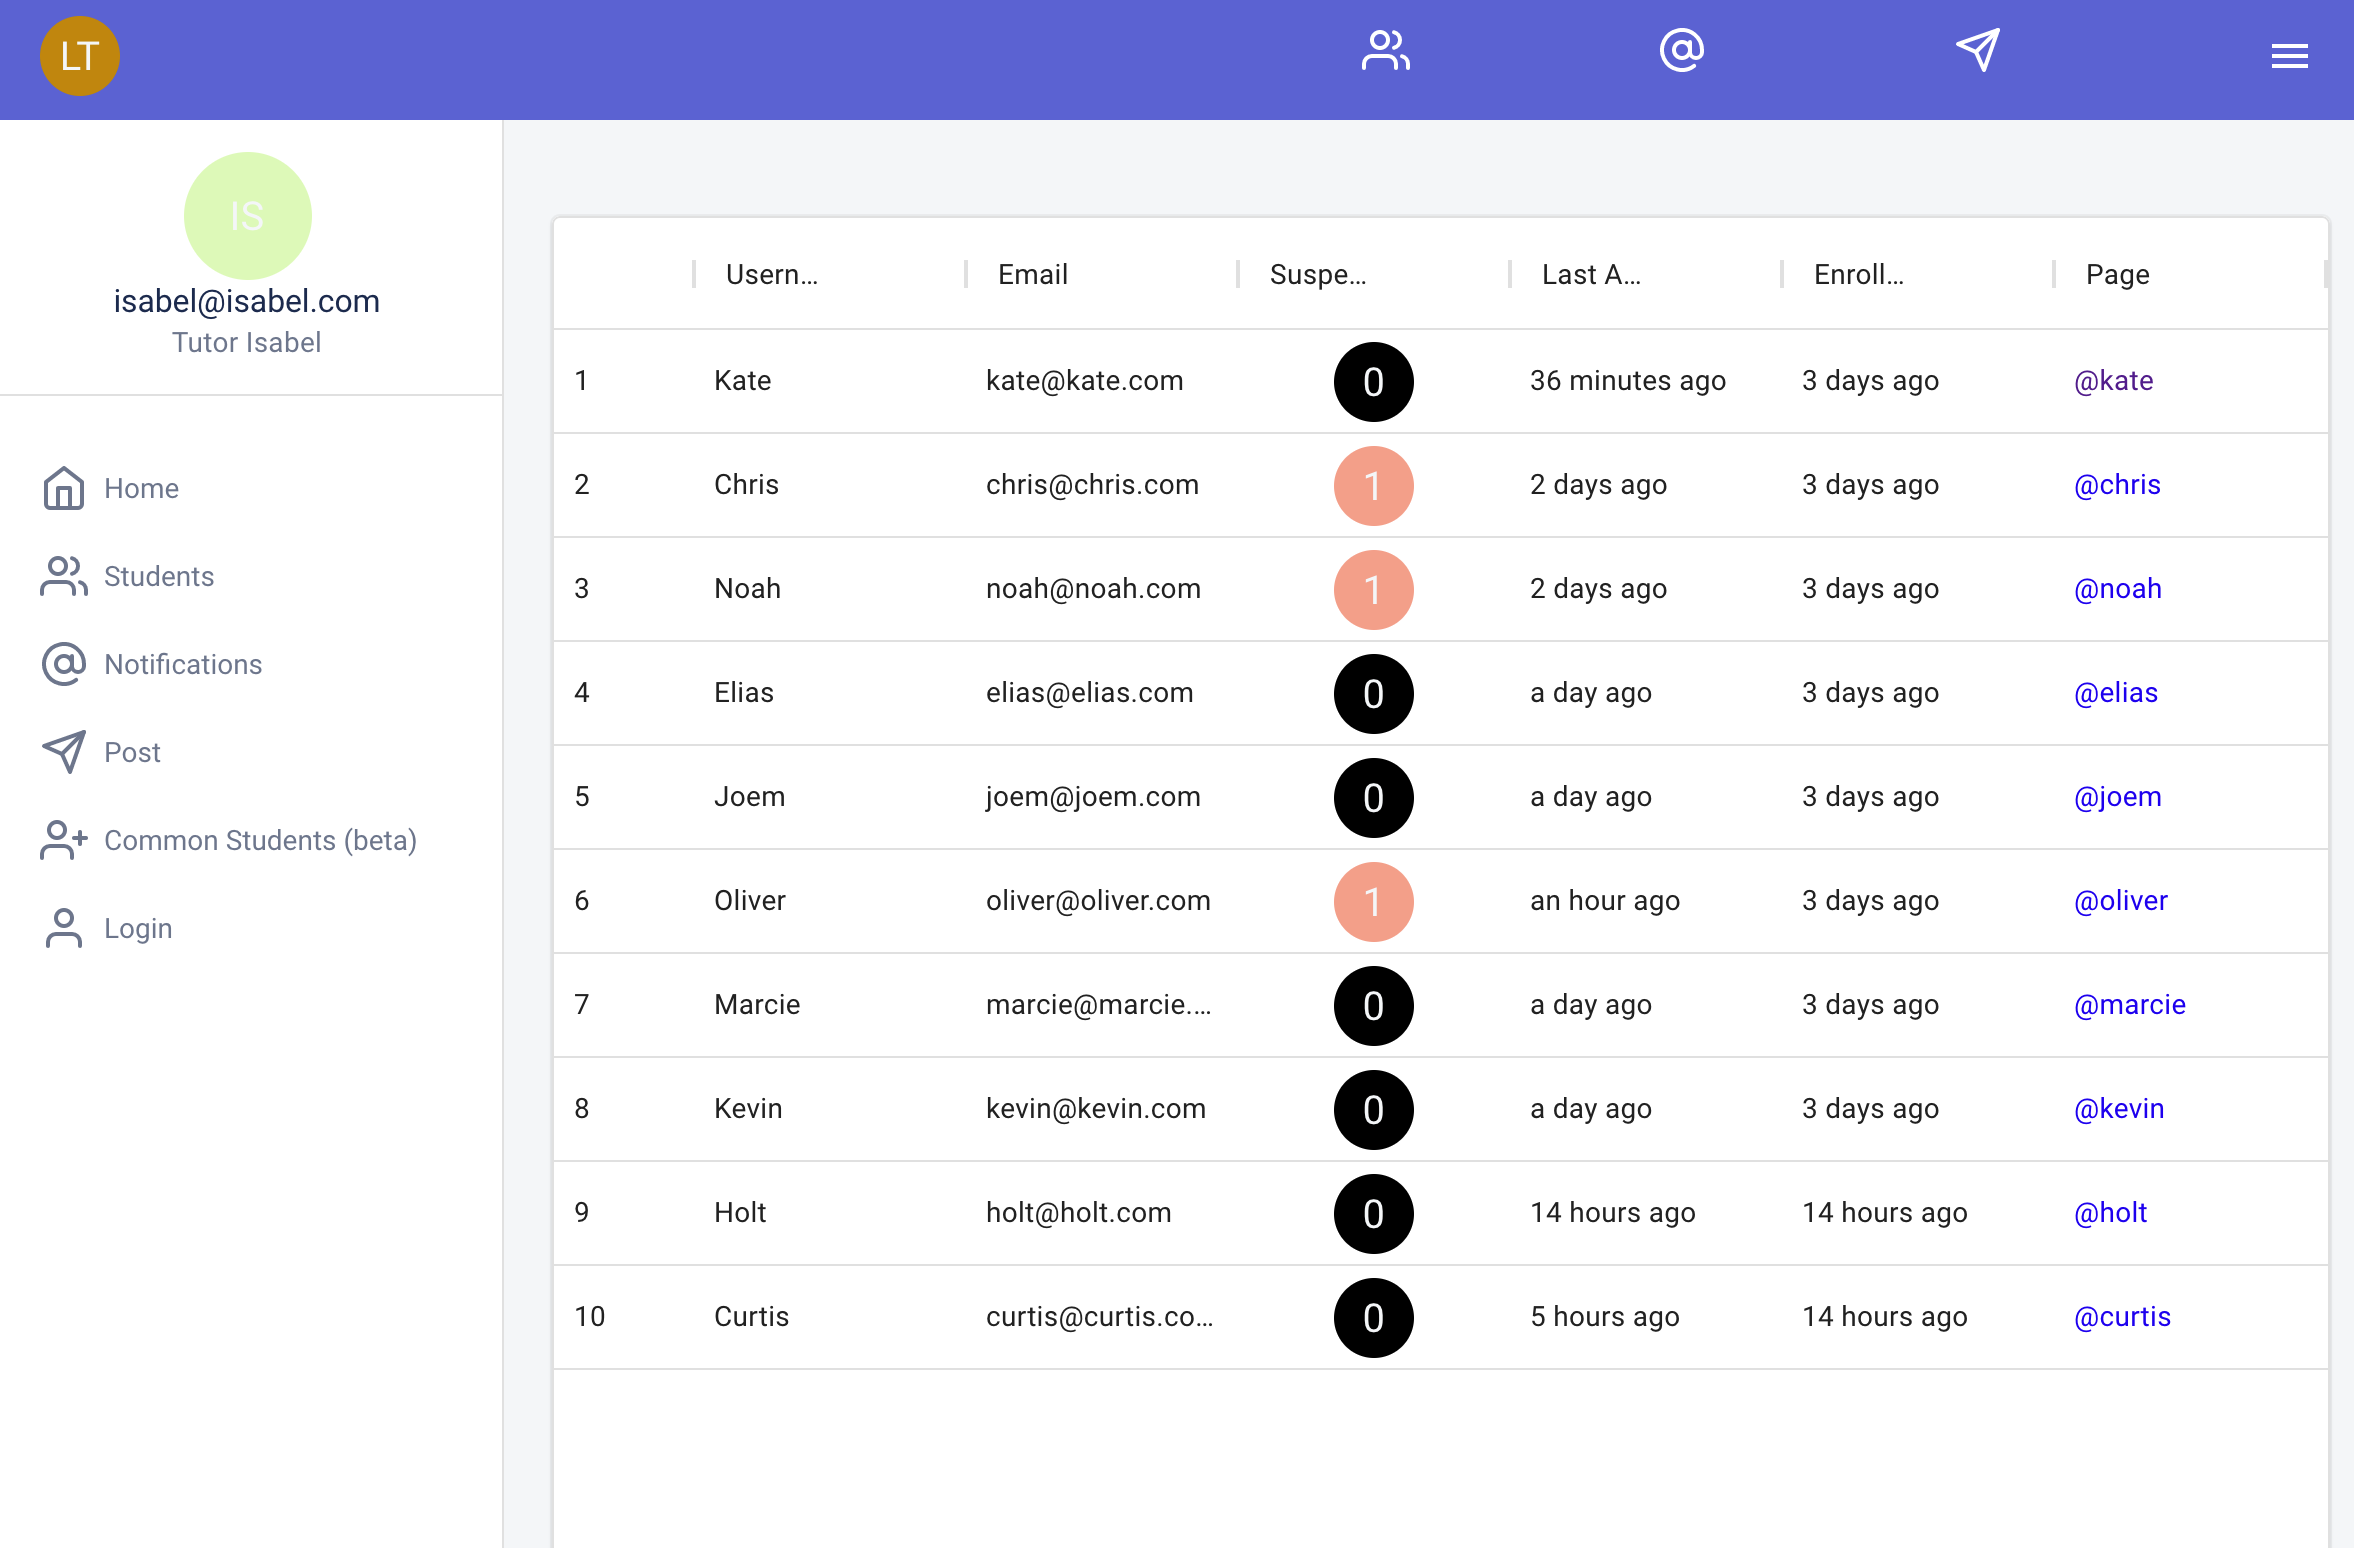 LT
IS
isabel@isabel.com
Tutor Isabel
Home
Students
Notifications
Post
Common Students (beta)
Login
Usern... Email Suspe... Last A... Enroll... Page
1 Kate kate@kate.com 0 36 minutes ago 3 days ago @kate
2 Chris chris@chris.com 1 2 days ago 3 days ago @chris
3 Noah noah@noah.com 1 2 days ago 3 days ago @noah
4 Elias elias@elias.com 0 a day ago 3 days ago @elias
5 Joem joem@joem.com 0 a day ago 3 days ago @joem
6 Oliver oliver@oliver.com 1 an hour ago 3 days ago @oliver
7 Marcie marcie@marcie.... 0 a day ago 3 days ago @marcie
8 Kevin kevin@kevin.com 0 a day ago 3 days ago @kevin
9 Holt holt@holt.com 0 14 hours ago 14 hours ago @holt
10 Curtis curtis@curtis.co... 0 5 hours ago 14 hours ago @curtis